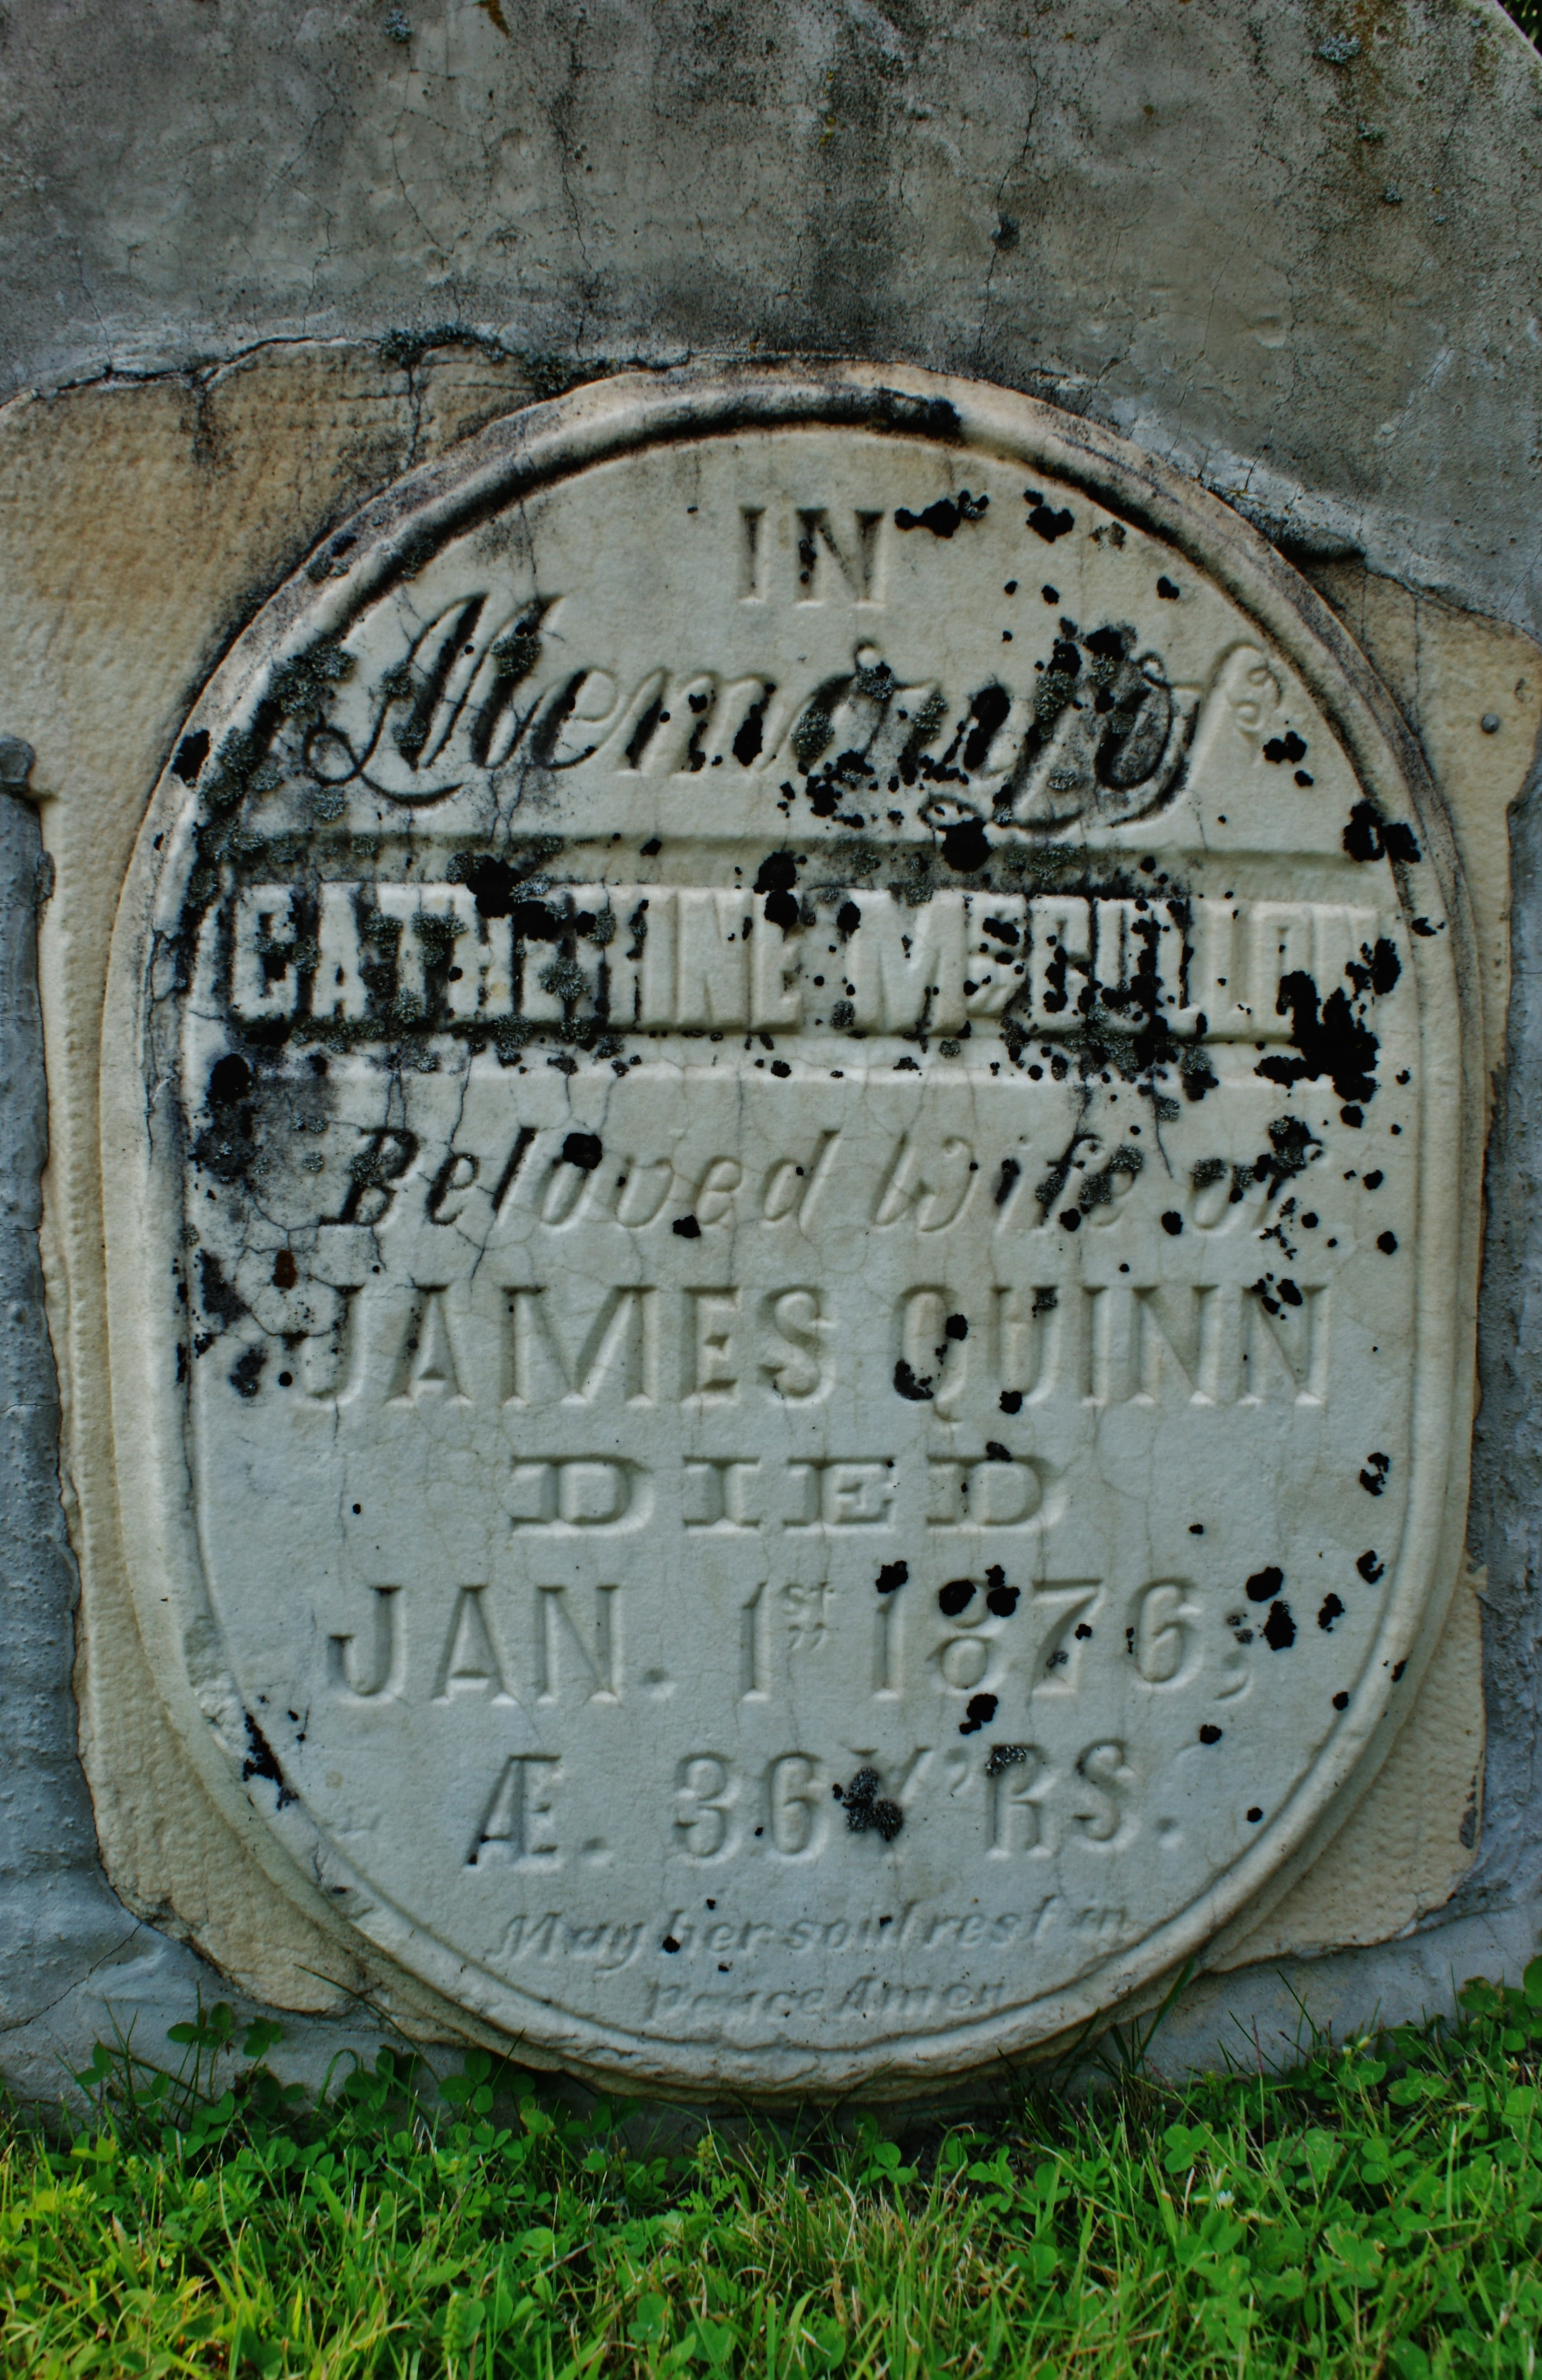 IN
Memory of
CATHERINE McCULLON
Beloved Wife of
JAMES QUINN
DIED
JAN. 1st 1876,
Æ. 36 Y'RS.
May her soul rest in
Peace Amen